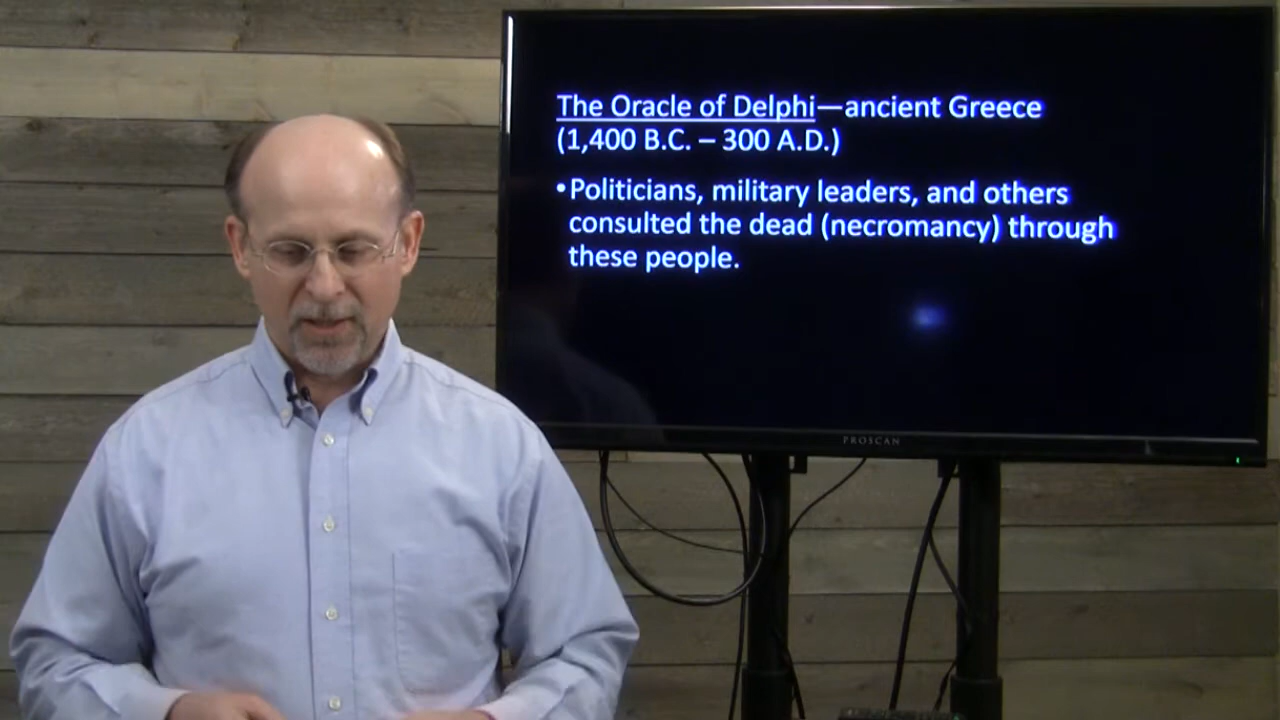 The Oracle of Delphi—ancient Greece
(1,400 B.C. – 300 A.D.)
•Politicians, military leaders, and others
consulted the dead (necromancy) through
these people.
PROSCAN